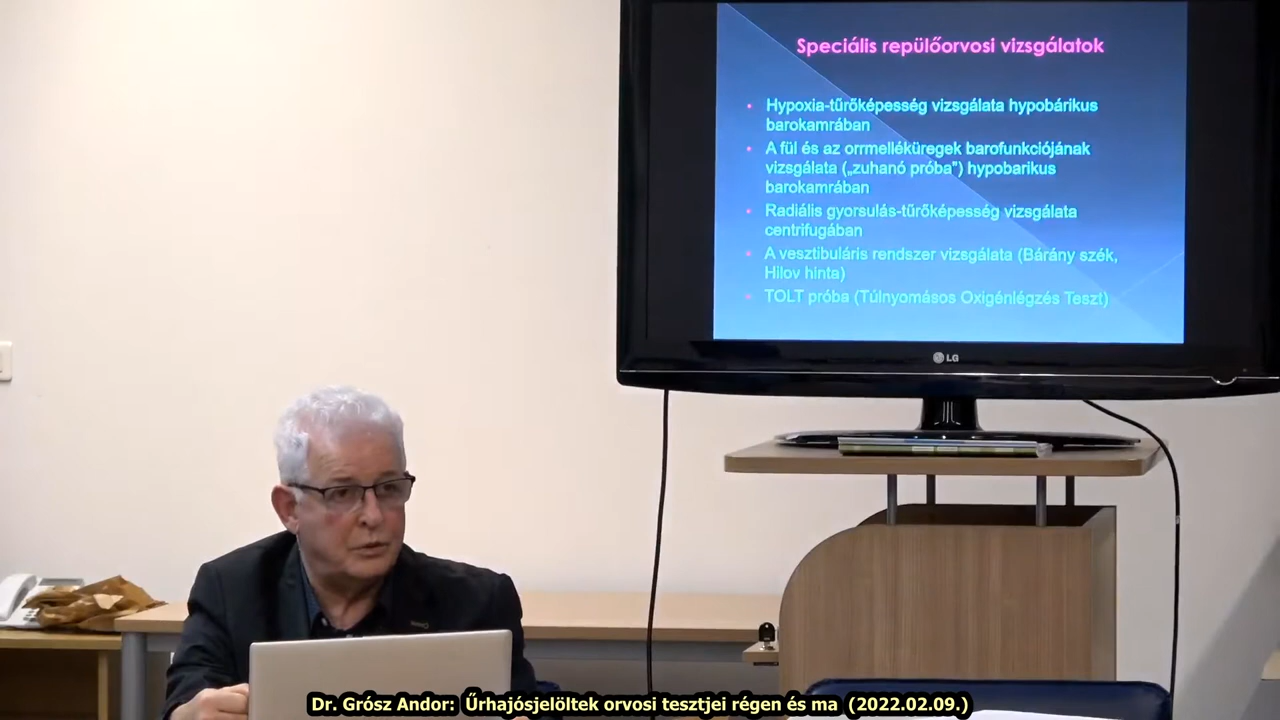 Speciális repülőorvosi vizsgálatok
Hypoxia-tűrőképesség vizsgálata hypobárikus
barokamrában
A fül és az orrmelléküregek barofunkciójának
vizsgálata („zuhanó próba”) hypobarikus
barokamrában
Radiális gyorsulás-tűrőképesség vizsgálata
centrifugában
A vesztibuláris rendszer vizsgálata (Bárány szék,
Hilov hinta)
TOLT próba (Túlnyomásos Oxigénlégzés Teszt)
LG
Dr. Grósz Andor: Űrhajósjelöltek orvosi tesztjei régen és ma (2022.02.09.)